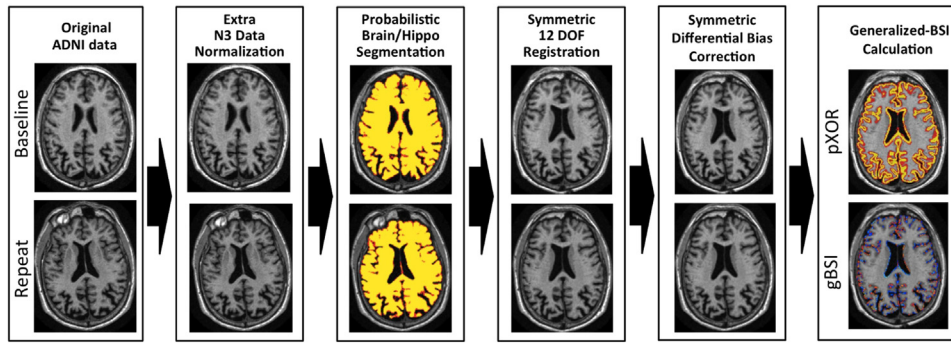 Original
ADNI data
Extra
N3 Data
Normalization
Probabilistic
Brain/Hippo
Segmentation
Symmetric
12 DOF
Registration
Symmetric
Differential Bias
Correction
Generalized-BSI
Calculation
Baseline
Repeat
pXOR
gBSI